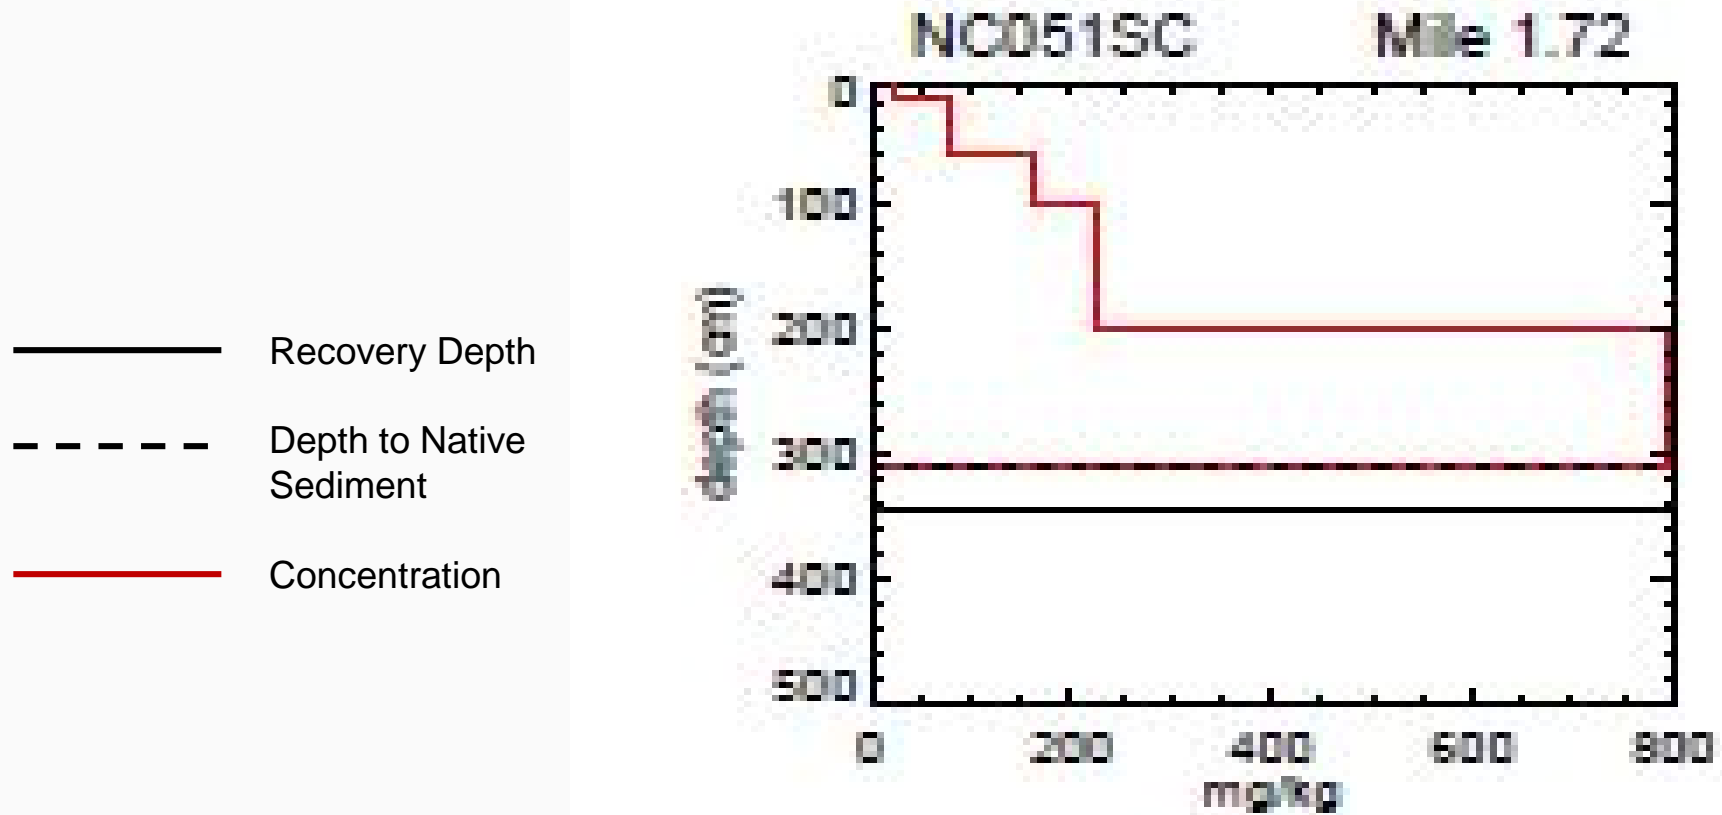 NC051SC Mile 1.72
0
100
200
300
400
500
depth (cm)
0 200 400 600 800
mg/kg
Recovery Depth
Depth to Native
Sediment
Concentration